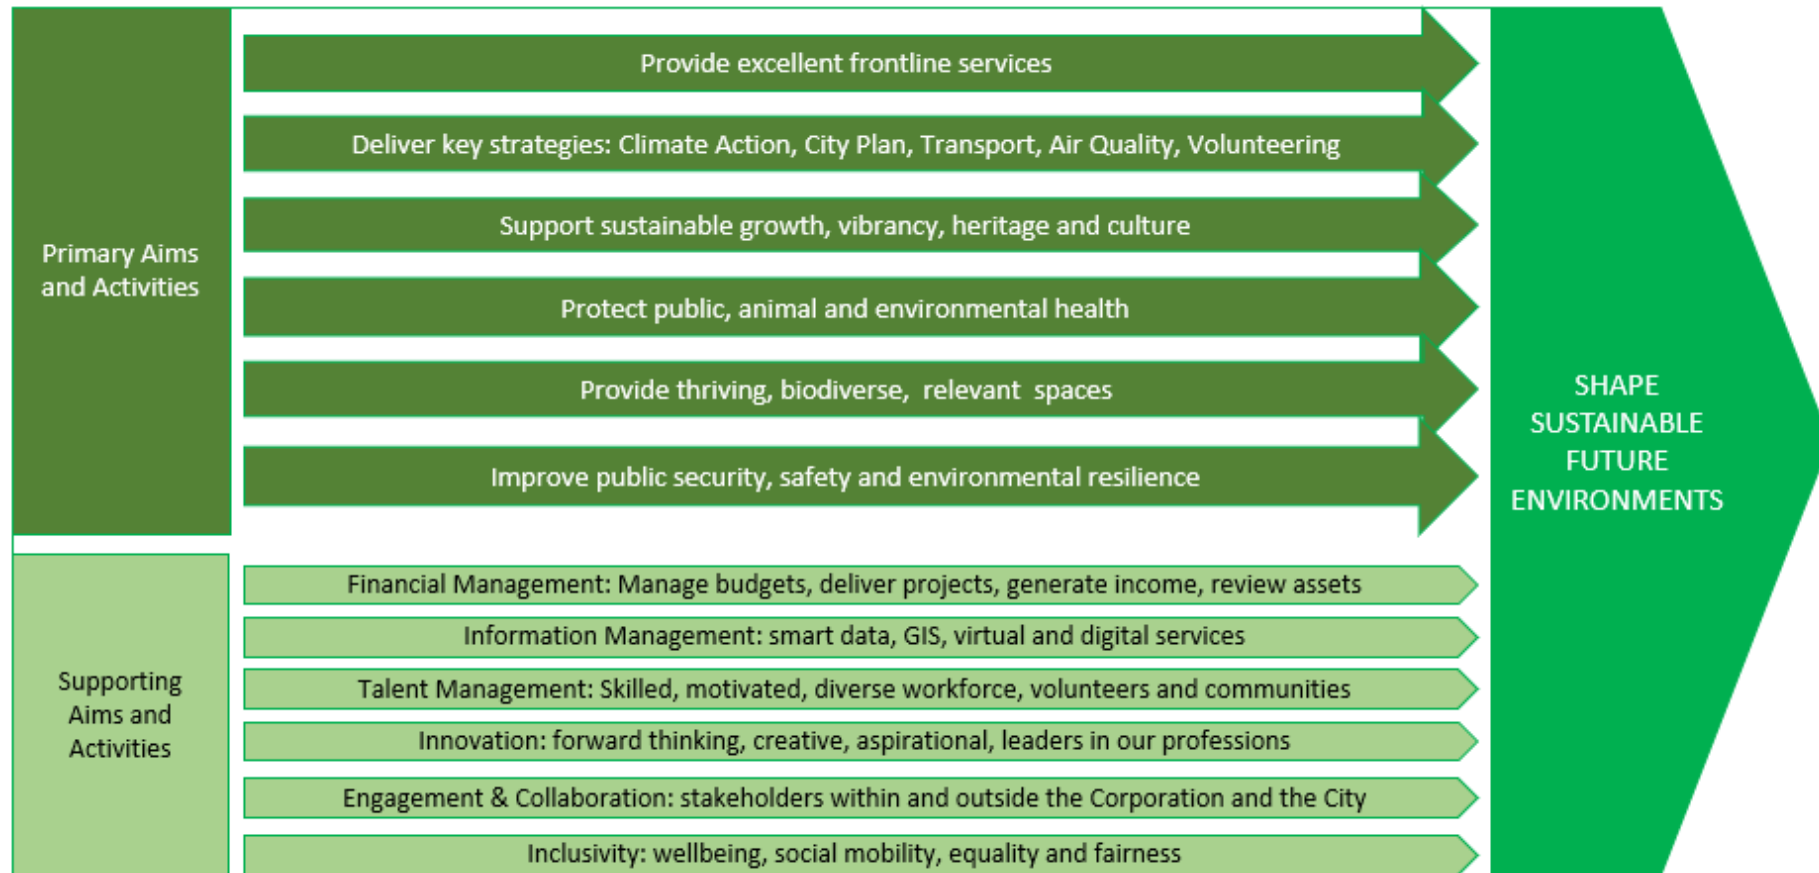 Primary Aims
and Activities
Provide excellent frontline services
Deliver key strategies: Climate Action, City Plan, Transport, Air Quality, Volunteering
Support sustainable growth, vibrancy, heritage and culture
Protect public, animal and environmental health
Provide thriving, biodiverse, relevant spaces
Improve public security, safety and environmental resilience
Supporting
Aims and
Activities
Financial Management: Manage budgets, deliver projects, generate income, review assets
Information Management: smart data, GIS, virtual and digital services
Talent Management: Skilled, motivated, diverse workforce, volunteers and communities
Innovation: forward thinking, creative, aspirational, leaders in our professions
Engagement & Collaboration: stakeholders within and outside the Corporation and the City
Inclusivity: wellbeing, social mobility, equality and fairness
SHAPE
SUSTAINABLE
FUTURE
ENVIRONMENTS